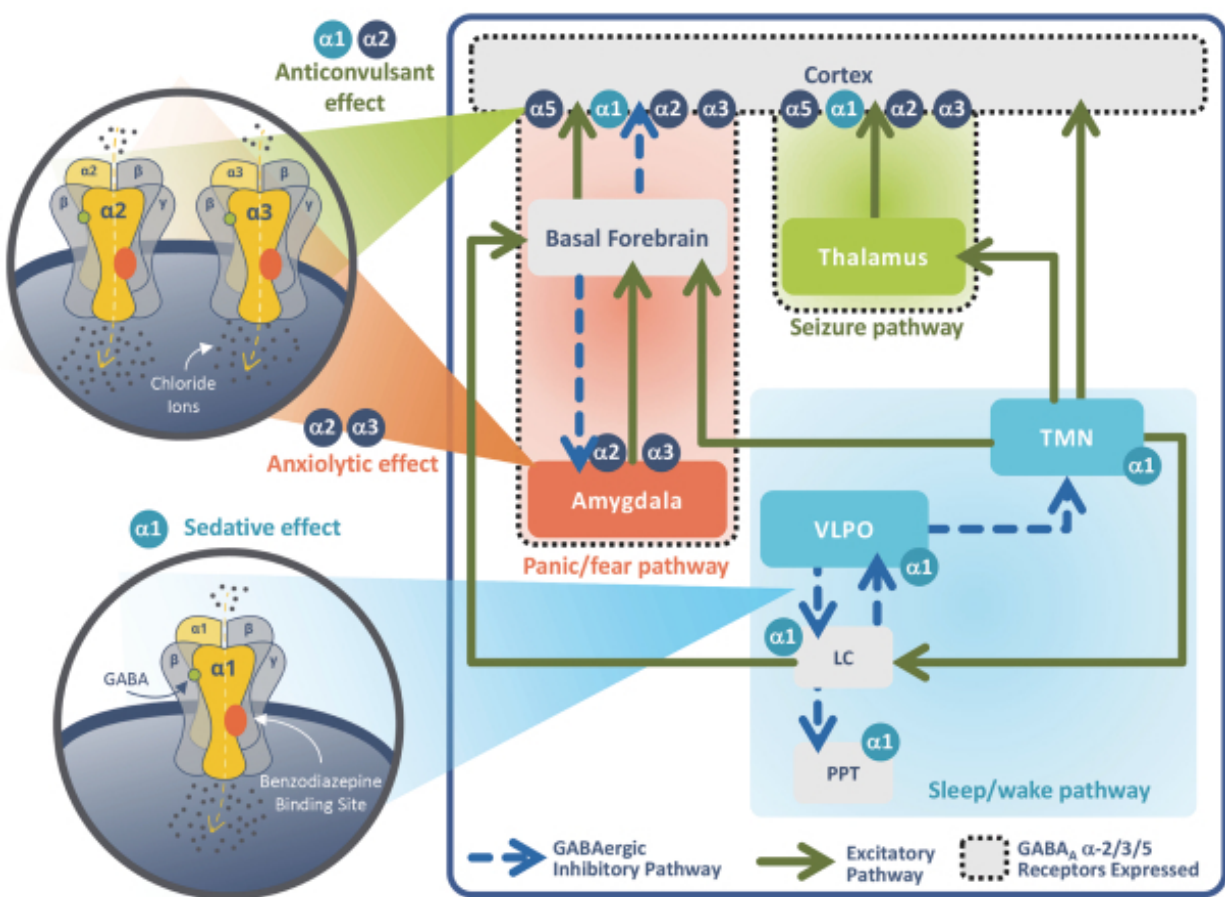 α1 α2
Anticonvulsant
effect
α2 β α3 β
β α2 γ β α3 γ
Chloride
Ions
α2 α3
Anxiolytic effect
α1 Sedative effect
α1 β
β α1 γ
GABA
Benzodiazepine
Binding Site
Cortex
α5 α1 α2 α3 α5 α1 α2 α3
Basal Forebrain
Thalamus
Seizure pathway
α2 α3
Amygdala
Panic/fear pathway
TMN
α1
VLPO
α1
α1
LC
α1
PPT
Sleep/wake pathway
GABAergic
Inhibitory Pathway
Excitatory
Pathway
GABAA α-2/3/5
Receptors Expressed